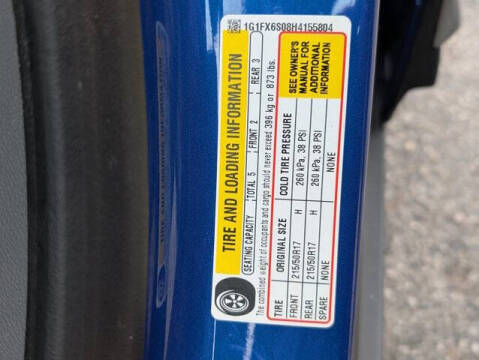 1G1FX6S08H4155804
TIRE AND LOADING INFORMATION
SEATING CAPACITY TOTAL 5 FRONT 2 REAR 3
The combined weight of occupants and cargo should never exceed 396 kg or 873 lbs.
TIRE ORIGINAL SIZE COLD TIRE PRESSURE
FRONT 215/50R17 H 260 kPa, 38 PSI
REAR 215/50R17 H 260 kPa, 38 PSI
SPARE NONE NONE
SEE OWNER'S
MANUAL FOR
ADDITIONAL
INFORMATION